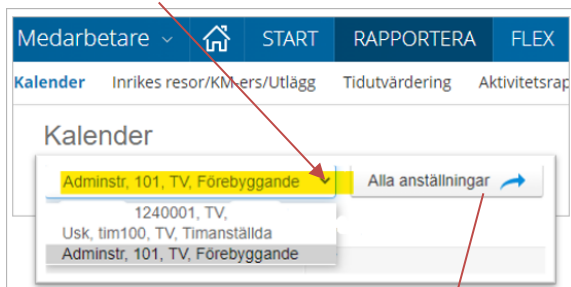 Medarbetare START RAPPORTERA FLEX
Kalender Inrikes resor/KM-ers/Utlägg Tidutvärdering Aktivitetsrap
Kalender
Adminstr, 101, TV, Förebyggande Alla anställningar
1240001, TV,
Usk, tim100, TV, Timanställda
Adminstr, 101, TV, Förebyggande